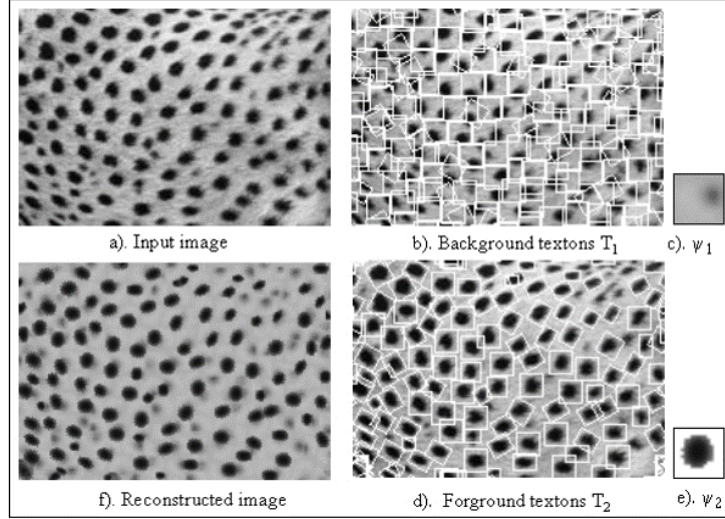 a). Input image
b). Background textons T₁
c). ψ₁
f). Reconstructed image
d). Forground textons T₂
e). ψ₂